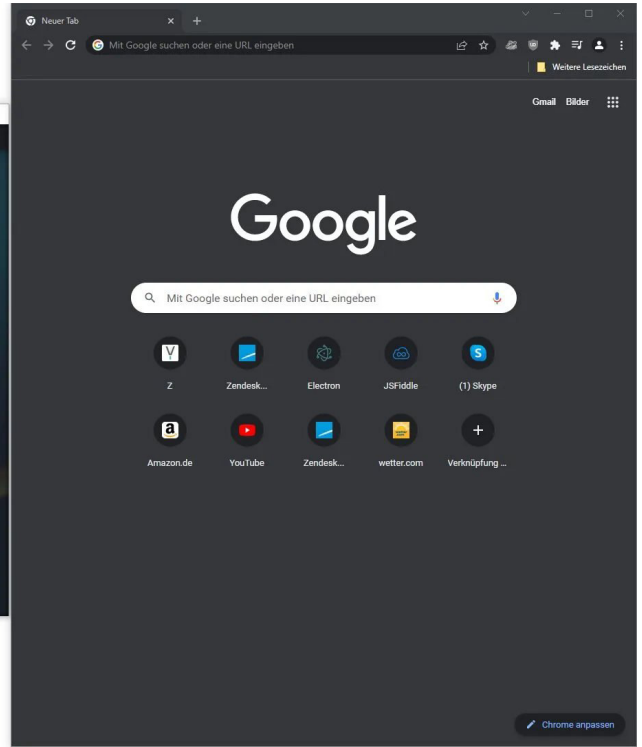 Neuer Tab
Mit Google suchen oder eine URL eingeben
Weitere Lesezeichen
Gmail Bilder
Google
Mit Google suchen oder eine URL eingeben
Z Zendesk... Electron JSFiddle (1) Skype
Amazon.de YouTube Zendesk... wetter.com Verknüpfung ...
Chrome anpassen